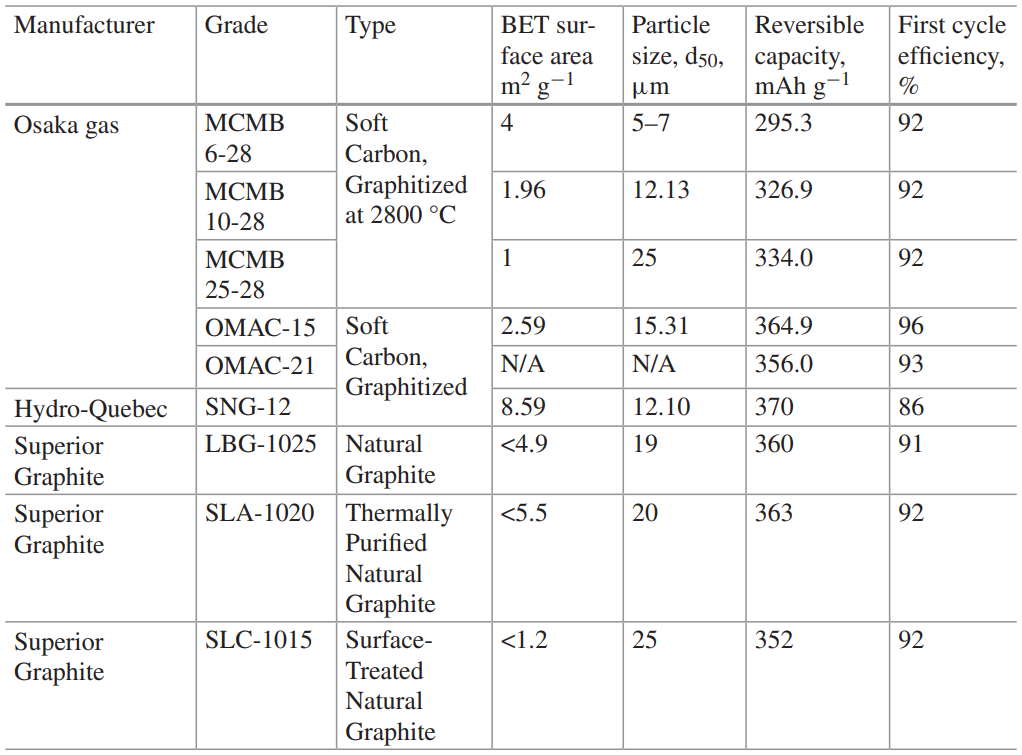 Manufacturer Grade Type BET sur- Particle Reversible First cycle
face area size, d50, capacity, efficiency,
m² g⁻¹ μm mAh g⁻¹ %
Osaka gas MCMB Soft 4 5–7 295.3 92
6-28 Carbon,
MCMB Graphitized 1.96 12.13 326.9 92
10-28 at 2800 °C
MCMB 1 25 334.0 92
25-28
OMAC-15 Soft 2.59 15.31 364.9 96
OMAC-21 Carbon, N/A N/A 356.0 93
Graphitized
Hydro-Quebec SNG-12 8.59 12.10 370 86
Superior LBG-1025 Natural <4.9 19 360 91
Graphite Graphite
Superior SLA-1020 Thermally <5.5 20 363 92
Graphite Purified
Natural
Graphite
Superior SLC-1015 Surface- <1.2 25 352 92
Graphite Treated
Natural
Graphite